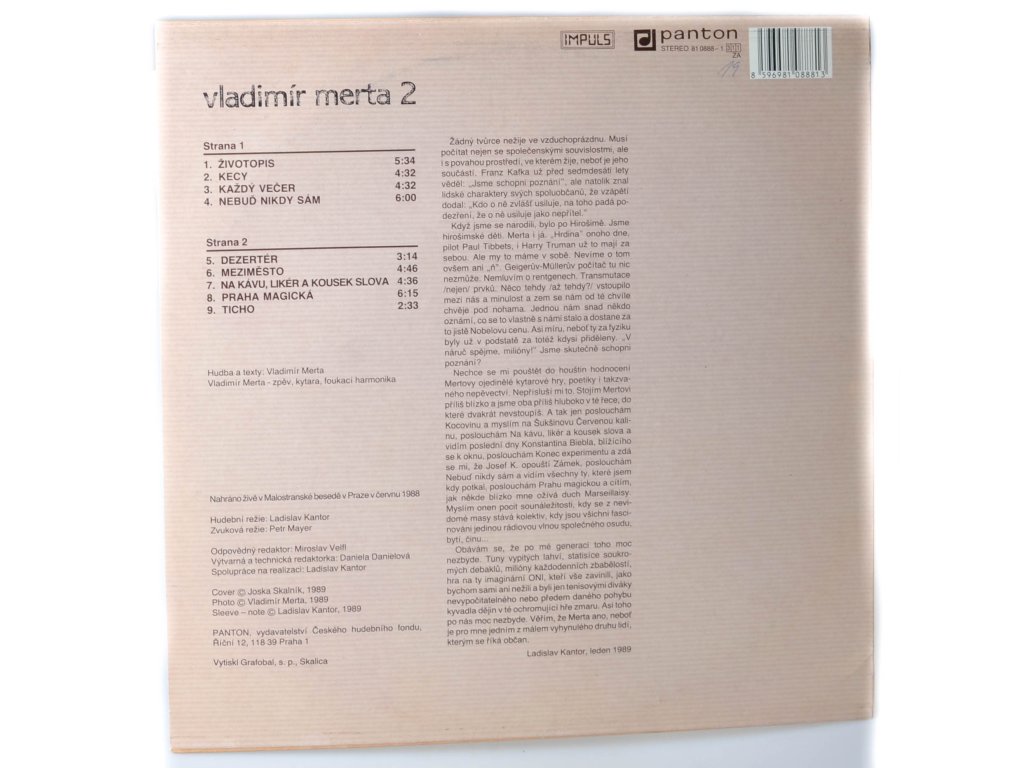 IMPULS
panton
STEREO 81 0888-1
ZA
19
8 596981 088813
vladimír merta 2
Strana 1
1. ŽIVOTOPIS 5:34
2. KECY 4:32
3. KAŽDÝ VEČER 4:32
4. NEBUĎ NIKDY SÁM 6:00
Strana 2
5. DEZERTÉR 3:14
6. MEZIMĚSTO 4:46
7. NA KÁVU, LIKÉR A KOUSEK SLOVA 4:36
8. PRAHA MAGICKÁ 6:15
9. TICHO 2:33
Hudba a texty: Vladimír Merta
Vladimír Merta - zpěv, kytara, foukací harmonika
Nahráno živě v Malostranské besedě v Praze v červnu 1988
Hudební režie: Ladislav Kantor
Zvuková režie: Petr Mayer
Odpovědný redaktor: Miroslav Velfl
Výtvarná a technická redaktorka: Daniela Danielová
Spolupráce na realizaci: Ladislav Kantor
Cover © Joska Skalník, 1989
Photo © Vladimír Merta, 1989
Sleeve – note © Ladislav Kantor, 1989
PANTON, vydavatelství Českého hudebního fondu,
Říční 12, 118 39 Praha 1
Vytiskl Grafobal, s. p., Skalica
Žádný tvůrce nežije ve vzduchoprázdnu. Musí
počítat nejen se společenskými souvislostmi, ale
i s povahou prostředí, ve kterém žije, neboť je jeho
součástí. Franz Kafka už před sedmdesáti lety
věděl: „Jsme schopni poznání", ale natolik znal
lidské charaktery svých spoluobčanů, že vzápětí
dodal: „Kdo o ně zvlášť usiluje, na toho padá po-
dezření, že o ně usiluje jako nepřítel."
Když jsme se narodili, bylo po Hirošimě. Jsme
hirošimské děti. Merta i já. „Hrdina" onoho dne,
pilot Paul Tibbets, i Harry Truman už to mají za
sebou. Ale my to máme v sobě. Nevíme o tom
ovšem ani „ň". Geigerův-Müllerův počítač tu nic
nezmůže. Nemluvím o rentgenech. Transmutace
/nejen/ prvků. Něco tehdy /až tehdy?/ vstoupilo
mezi nás a minulost a zem se nám od té chvíle
chvěje pod nohama. Jednou nám snad někdo
oznámí, co se to vlastně s námi stalo a dostane za
to jistě Nobelovu cenu. Asi míru, neboť ty za fyziku
byly už v podstatě za totéž kdysi přiděleny. „V
náruč spějme, milióny!" Jsme skutečně schopni
poznání?
Nechce se mi pouštět do houštin hodnocení
Mertovy ojedinělé kytarové hry, poetiky i takzva-
ného nepěvectví. Nepřísluší mi to. Stojím Mertovi
příliš blízko a jsme oba příliš hluboko v té řece, do
které dvakrát nevstoupíš. A tak jen poslouchám
Kocovinu a myslím na Šukšinovu Červenou kali-
nu, poslouchám Na kávu, likér a kousek slova a
vidím poslední dny Konstantina Biebla, blížícího
se k oknu, poslouchám Konec experimentu a zdá
se mi, že Josef K. opouští Zámek, poslouchám
Nebuď nikdy sám a vidím všechny ty, které jsem
kdy potkal, poslouchám Prahu magickou a cítím,
jak někde blízko mne ožívá duch Marseillaisy.
Myslím onen pocit sounáležitosti, kdy se z neví-
domé masy stává kolektiv, kdy jsou všichni fasci-
nováni jedinou rádiovou vlnou společného osudu,
bytí, činu...
Obávám se, že po mé generaci toho moc
nezbyde. Tuny vypitých lahví, statisíce soukro-
mých debaklů, milióny každodenních zbabělostí,
hra na ty imaginární ONI, kteří vše zavinili, jako
bychom sami ani nežili a byli jen tenisovými diváky
nevypočitatelného nebo předem daného pohybu
kyvadla dějin v té ochromující hře zmaru. Asi toho
po nás moc nezbyde. Věřím, že Merta ano, neboť
je pro mne jedním z málem vyhynulého druhu lidí,
kterým se říká občan.
Ladislav Kantor, leden 1989